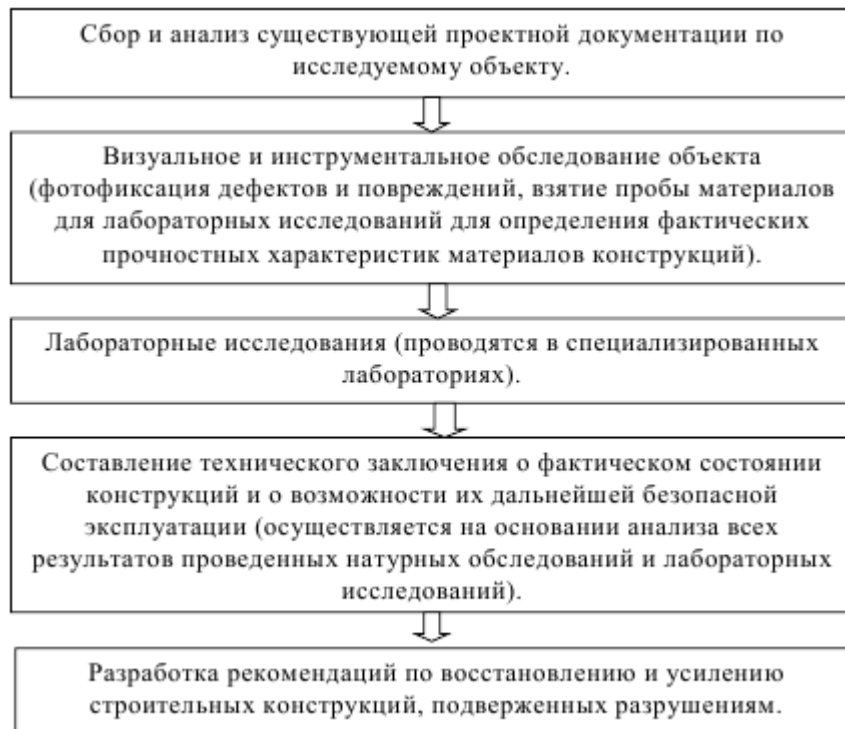 Сбор и анализ существующей проектной документации по
исследуемому объекту.
Визуальное и инструментальное обследование объекта
(фотофиксация дефектов и повреждений, взятие пробы материалов
для лабораторных исследований для определения фактических
прочностных характеристик материалов конструкций).
Лабораторные исследования (проводятся в специализированных
лабораториях).
Составление технического заключения о фактическом состоянии
конструкций и о возможности их дальнейшей безопасной
эксплуатации (осуществляется на основании анализа всех
результатов проведенных натурных обследований и лабораторных
исследований).
Разработка рекомендаций по восстановлению и усилению
строительных конструкций, подверженных разрушениям.